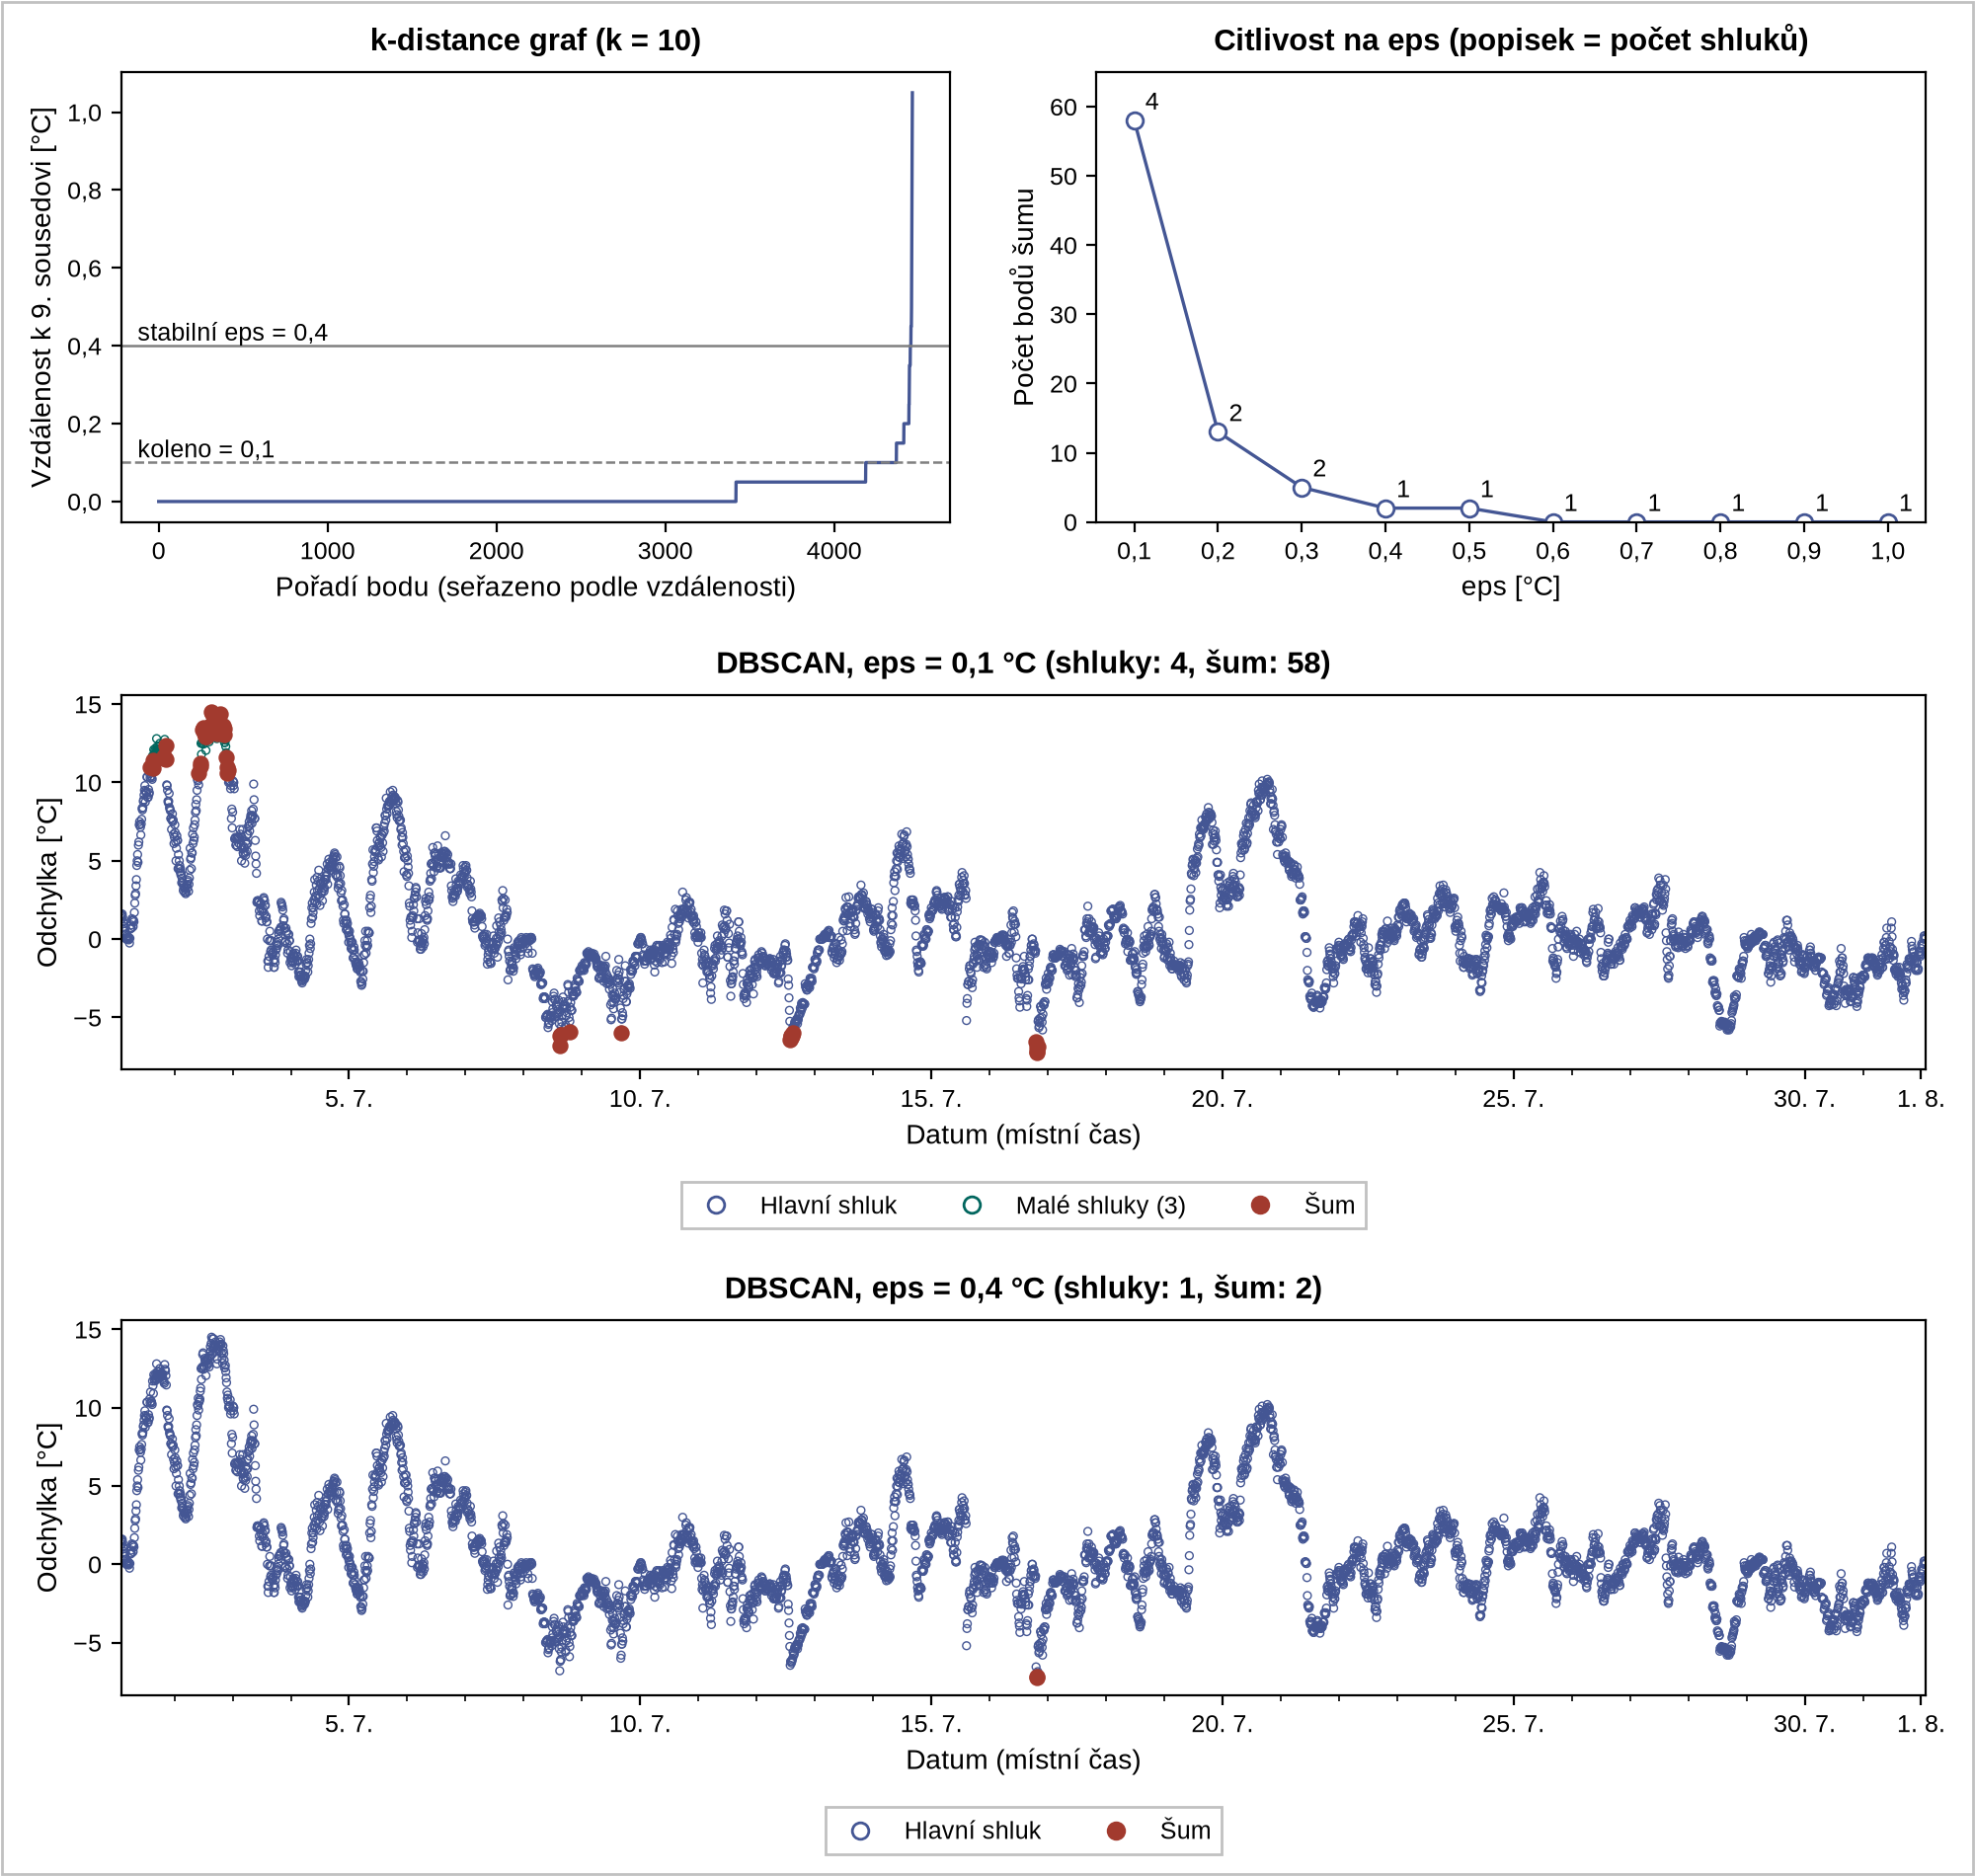 k-distance graf (k = 10)
Vzdálenost k 9. sousedovi [°C]
1,0
0,8
0,6
0,4
0,2
0,0
stabilní eps = 0,4
koleno = 0,1
0 1000 2000 3000 4000
Pořadí bodu (seřazeno podle vzdálenosti)
Citlivost na eps (popisek = počet shluků)
Počet bodů šumu
60
50
40
30
20
10
0
4
2
2
1 1 1 1 1 1 1
0,1 0,2 0,3 0,4 0,5 0,6 0,7 0,8 0,9 1,0
eps [°C]
DBSCAN, eps = 0,1 °C (shluky: 4, šum: 58)
Odchylka [°C]
15
10
5
0
−5
5. 7. 10. 7. 15. 7. 20. 7. 25. 7. 30. 7. 1. 8.
Datum (místní čas)
Hlavní shluk Malé shluky (3) Šum
DBSCAN, eps = 0,4 °C (shluky: 1, šum: 2)
Odchylka [°C]
15
10
5
0
−5
5. 7. 10. 7. 15. 7. 20. 7. 25. 7. 30. 7. 1. 8.
Datum (místní čas)
Hlavní shluk Šum